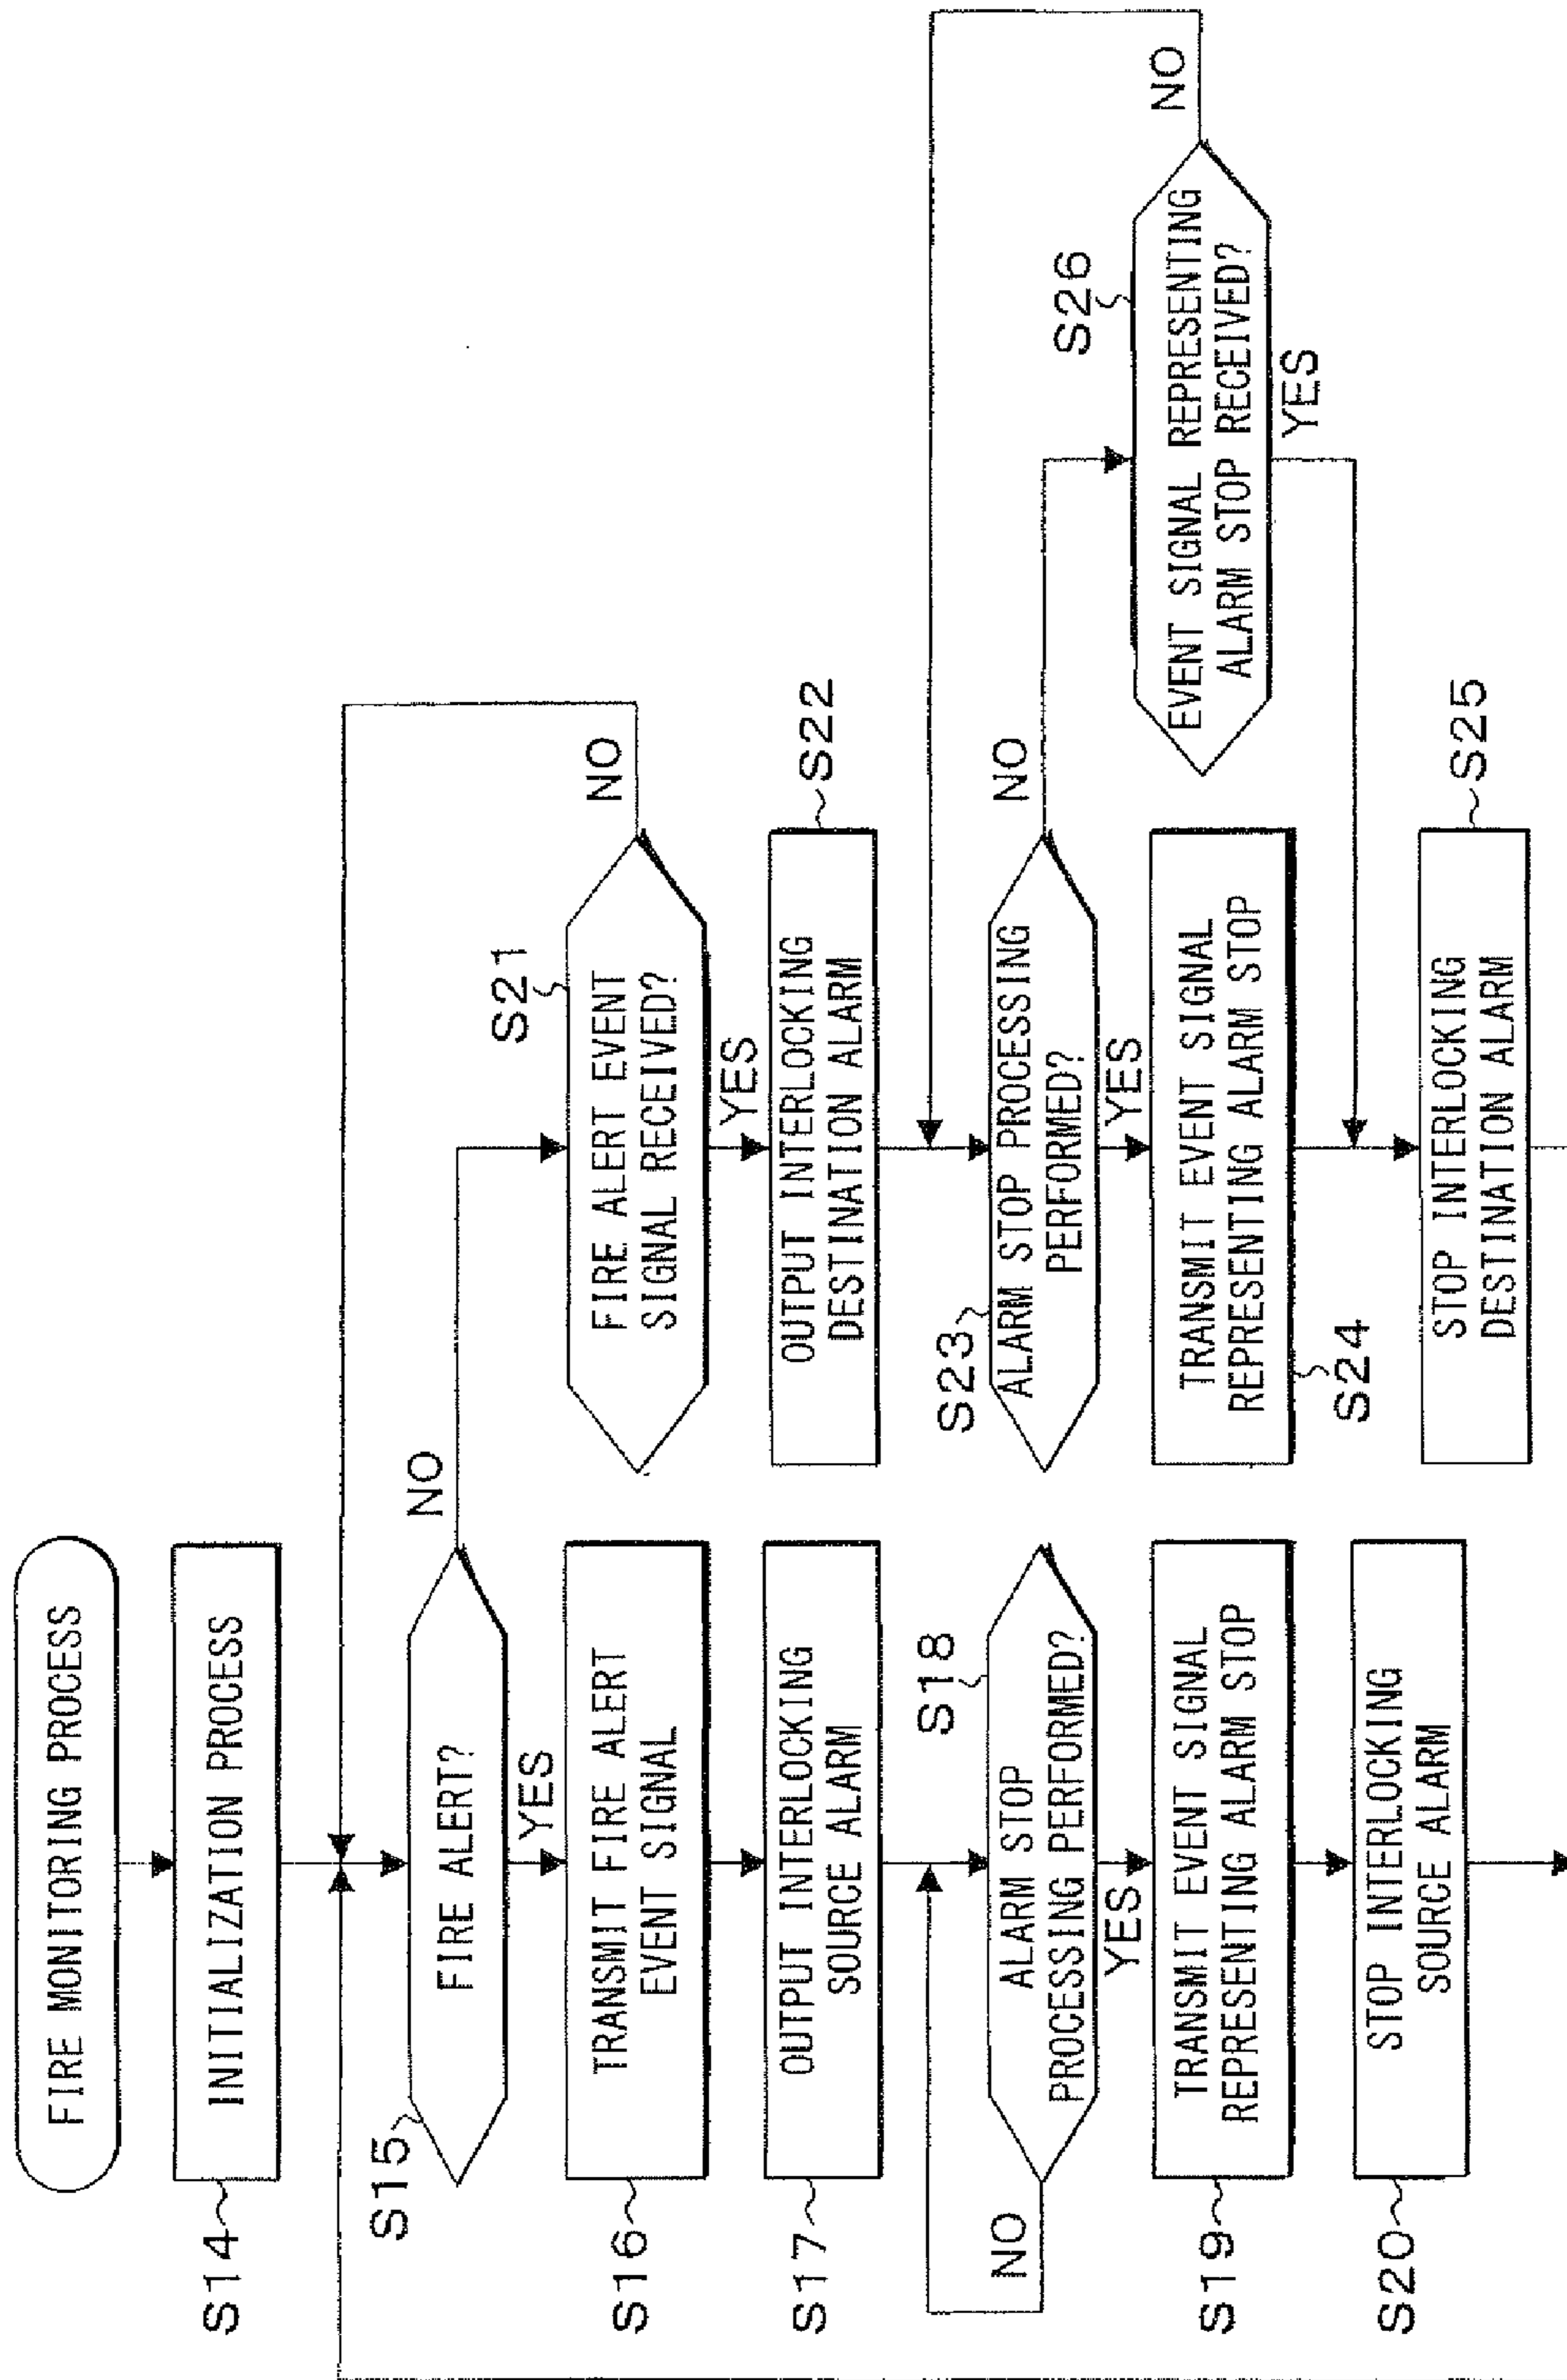 FIRE MONITORING PROCESS
S14
INITIALIZATION PROCESS
S15
FIRE ALERT?
NO
YES
S16
TRANSMIT FIRE ALERT
EVENT SIGNAL
S17
OUTPUT INTERLOCKING
SOURCE ALARM
S18
ALARM STOP
PROCESSING PERFORMED?
NO
YES
S19
TRANSMIT EVENT SIGNAL
REPRESENTING ALARM STOP
S20
STOP INTERLOCKING
SOURCE ALARM
S21
FIRE ALERT EVENT
SIGNAL RECEIVED?
NO
YES
S22
OUTPUT INTERLOCKING
DESTINATION ALARM
S23
ALARM STOP PROCESSING
PERFORMED?
NO
YES
TRANSMIT EVENT SIGNAL
REPRESENTING ALARM STOP
S24
S25
STOP INTERLOCKING
DESTINATION ALARM
S26
EVENT SIGNAL REPRESENTING
ALARM STOP RECEIVED?
NO
YES